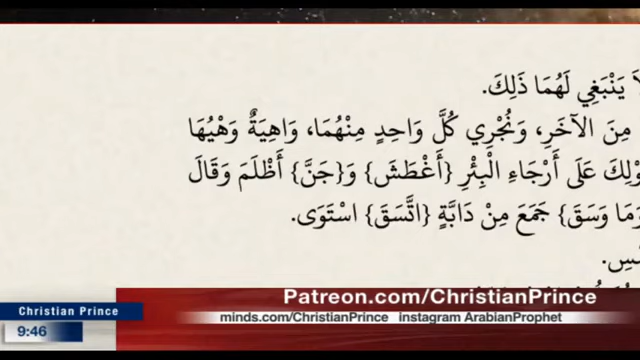 يَنْبَغِي لَهُمَا ذَلِكَ.
مِنَ الآخَرِ، وَنُجْرِي كُلَّ وَاحِدٍ مِنْهُمَا، وَاهِيَةٌ وَهْيُهَا
عَلَى أَرْجَاءِ الْبِئْرِ {أَغْطَشَ} وَ{جَنَّ} أَظْلَمَ وَقَالَ
وَمَا وَسَقَ} جَمَعَ مِنْ دَابَّةٍ {اتَّسَقَ} اسْتَوَى.
Patreon.com/ChristianPrince
Christian Prince
minds.com/ChristianPrince instagram ArabianProphet
9:46